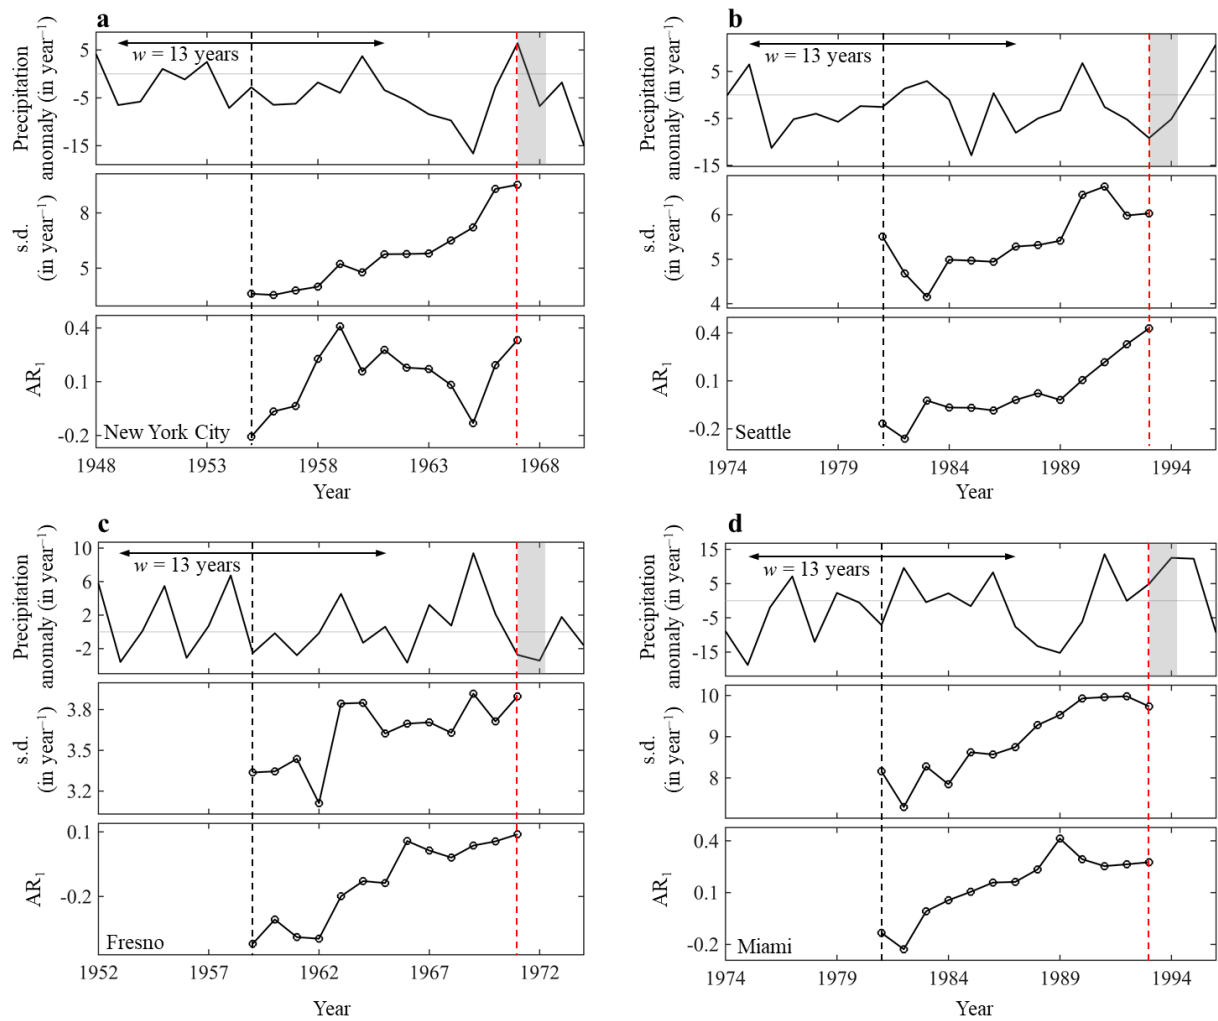 a
Precipitation
anomaly (in year⁻¹)
5
-5
-15
w = 13 years
s.d.
(in year⁻¹)
8
5
AR₁
0.4
0.1
-0.2
New York City
1948 1953 1958 1963 1968
Year
b
Precipitation
anomaly (in year⁻¹)
5
-5
-15
w = 13 years
s.d.
(in year⁻¹)
6
5
4
AR₁
0.4
0.1
-0.2
Seattle
1974 1979 1984 1989 1994
Year
c
Precipitation
anomaly (in year⁻¹)
10
6
2
-2
w = 13 years
s.d.
(in year⁻¹)
3.8
3.5
3.2
AR₁
0.1
-0.2
Fresno
1952 1957 1962 1967 1972
Year
d
Precipitation
anomaly (in year⁻¹)
15
5
-5
-15
w = 13 years
s.d.
(in year⁻¹)
10
9
8
AR₁
0.4
0.1
-0.2
Miami
1974 1979 1984 1989 1994
Year